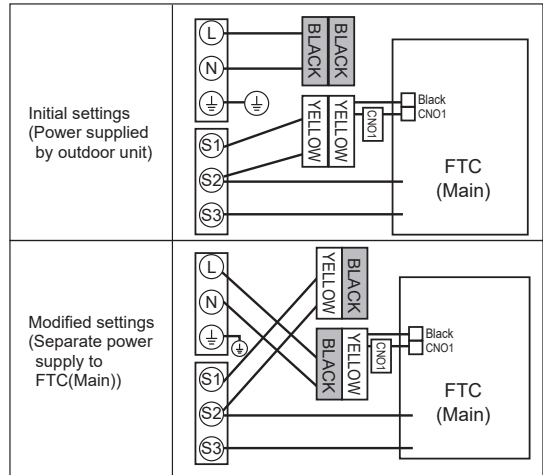 Initial settings
(Power supplied
by outdoor unit)
L
N
S1
S2
S3
BLACK
BLACK
YELLOW
YELLOW
CNO1
Black
CNO1
FTC
(Main)
Modified settings
(Separate power
supply to
FTC(Main))
L
N
S1
S2
S3
YELLOW
BLACK
BLACK
YELLOW
CNO1
Black
CNO1
FTC
(Main)